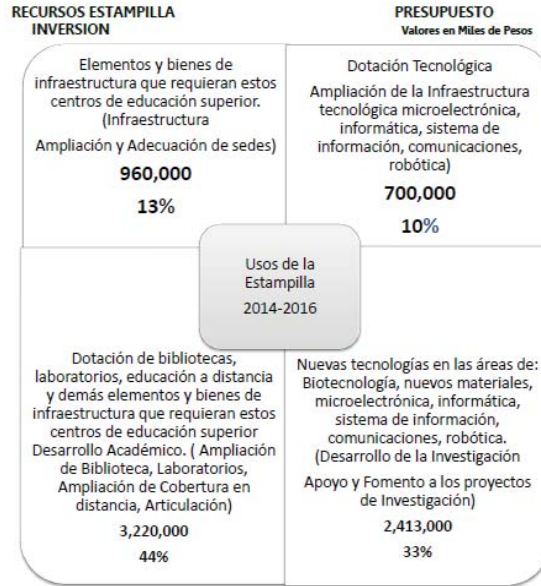 RECURSOS ESTAMPILLA
INVERSION
PRESUPUESTO
Valores en Miles de Pesos
Elementos y bienes de
infraestructura que requieran estos
centros de educación superior.
(Infraestructura
Ampliación y Adecuación de sedes)
960,000
13%
Dotación Tecnológica
Ampliación de la Infraestructura
tecnológica microelectrónica,
informática, sistema de
información, comunicaciones,
robótica)
700,000
10%
Usos de la
Estampilla
2014-2016
Dotación de bibliotecas,
laboratorios, educación a distancia
y demás elementos y bienes de
infraestructura que requieran estos
centros de educación superior
Desarrollo Académico. ( Ampliación
de Biblioteca, Laboratorios,
Ampliación de Cobertura en
distancia, Articulación)
3,220,000
44%
Nuevas tecnologías en las áreas de:
Biotecnología, nuevos materiales,
microelectrónica, informática,
sistema de información,
comunicaciones, robótica.
(Desarrollo de la Investigación
Apoyo y Fomento a los proyectos
de Investigación)
2,413,000
33%